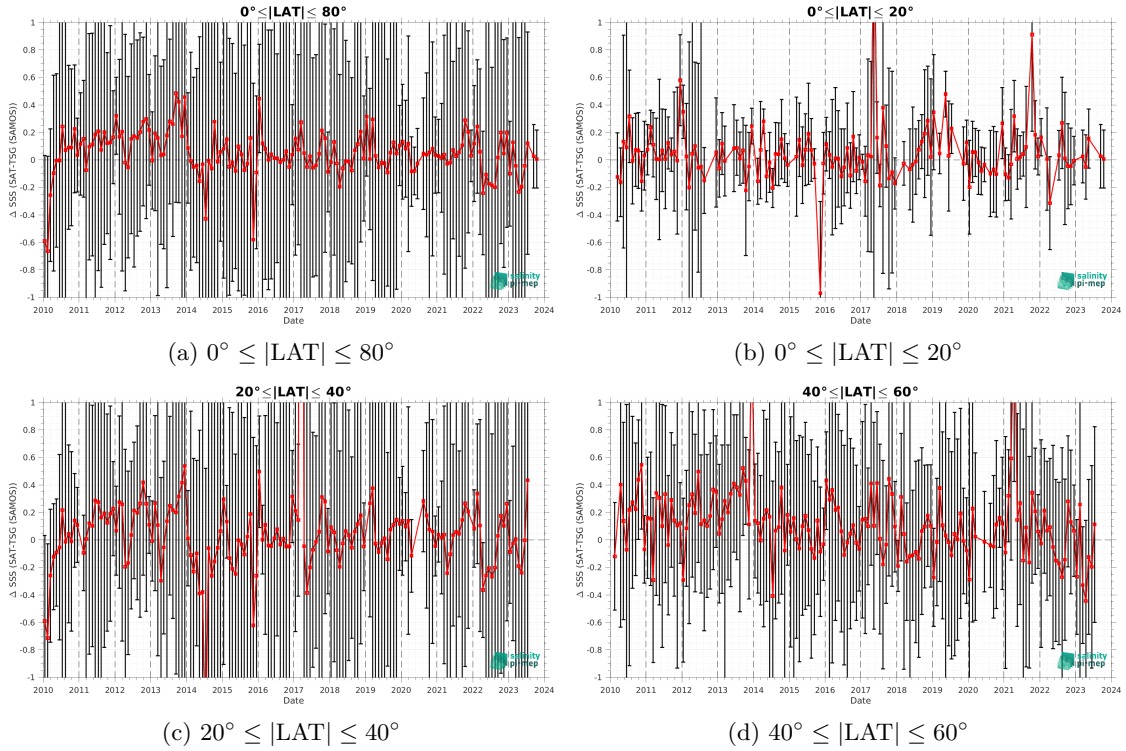 0°≤|LAT|≤ 80°
Δ SSS (SAT-TSG (SAMOS))
1
0.8
0.6
0.4
0.2
0
-0.2
-0.4
-0.6
-0.8
-1
2010 2011 2012 2013 2014 2015 2016 2017 2018 2019 2020 2021 2022 2023 2024
Date
salinity
pi-mep
(a) 0° ≤ |LAT| ≤ 80°
0°≤|LAT|≤ 20°
Δ SSS (SAT-TSG (SAMOS))
1
0.8
0.6
0.4
0.2
0
-0.2
-0.4
-0.6
-0.8
-1
2010 2011 2012 2013 2014 2015 2016 2017 2018 2019 2020 2021 2022 2023 2024
Date
salinity
pi-mep
(b) 0° ≤ |LAT| ≤ 20°
20°≤|LAT|≤ 40°
Δ SSS (SAT-TSG (SAMOS))
1
0.8
0.6
0.4
0.2
0
-0.2
-0.4
-0.6
-0.8
-1
2010 2011 2012 2013 2014 2015 2016 2017 2018 2019 2020 2021 2022 2023 2024
Date
salinity
pi-mep
(c) 20° ≤ |LAT| ≤ 40°
40°≤|LAT|≤ 60°
Δ SSS (SAT-TSG (SAMOS))
1
0.8
0.6
0.4
0.2
0
-0.2
-0.4
-0.6
-0.8
-1
2010 2011 2012 2013 2014 2015 2016 2017 2018 2019 2020 2021 2022 2023 2024
Date
salinity
pi-mep
(d) 40° ≤ |LAT| ≤ 60°